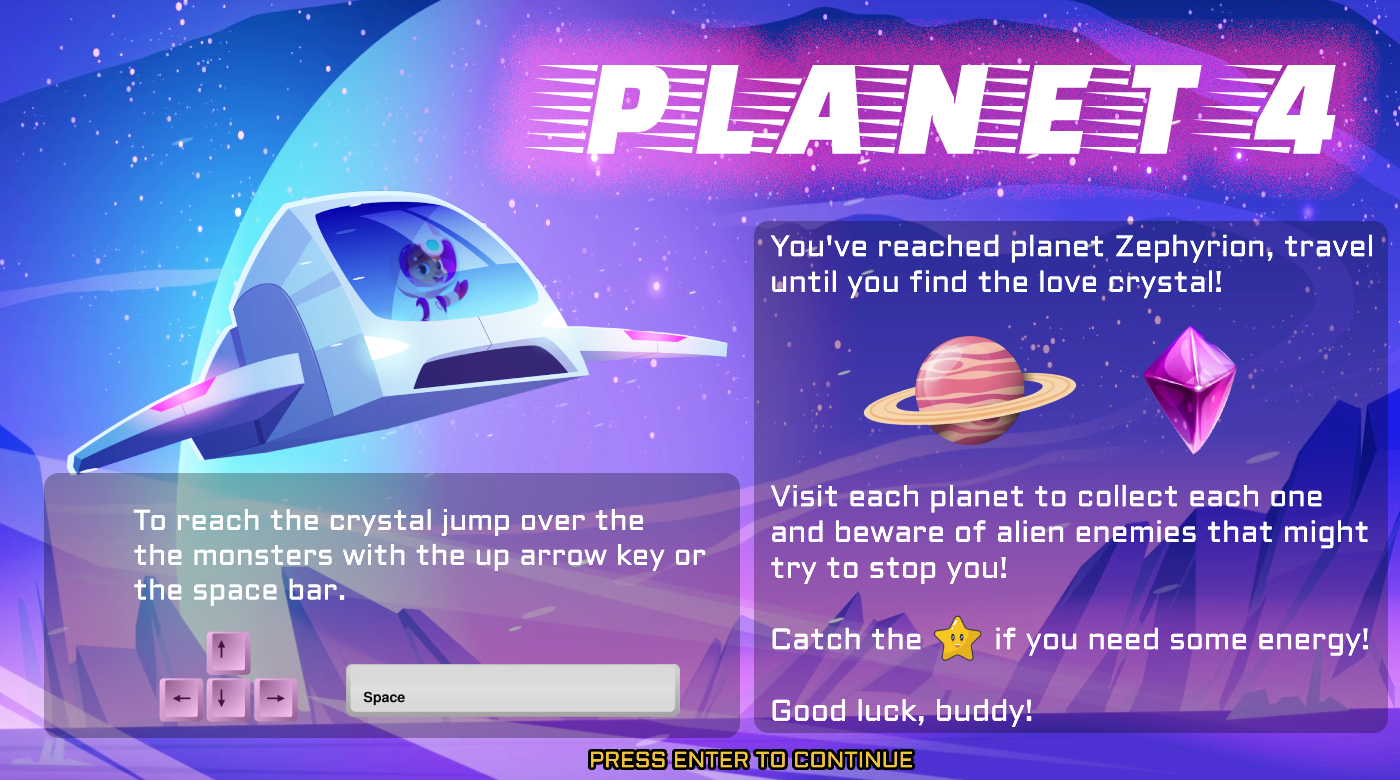 PLANET 4
You've reached planet Zephyrion, travel
until you find the love crystal!
Visit each planet to collect each one
and beware of alien enemies that might
try to stop you!
Catch the if you need some energy!
Good luck, buddy!
To reach the crystal jump over the
the monsters with the up arrow key or
the space bar.
↑
← ↓ →
Space
PRESS ENTER TO CONTINUE